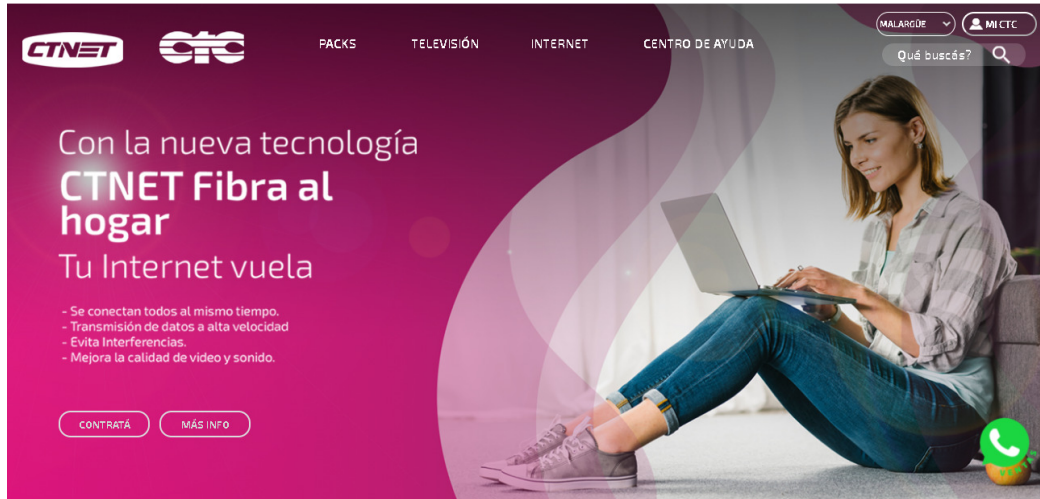 CTNET
CTC
PACKS
TELEVISIÓN
INTERNET
CENTRO DE AYUDA
MALARGÜE
MI CTC
Qué buscás?
Con la nueva tecnología
CTNET Fibra al
hogar
Tu Internet vuela
- Se conectan todos al mismo tiempo.
- Transmisión de datos a alta velocidad
- Evita Interferencias.
- Mejora la calidad de video y sonido.
CONTRATÁ
MÁS INFO
VENTAS